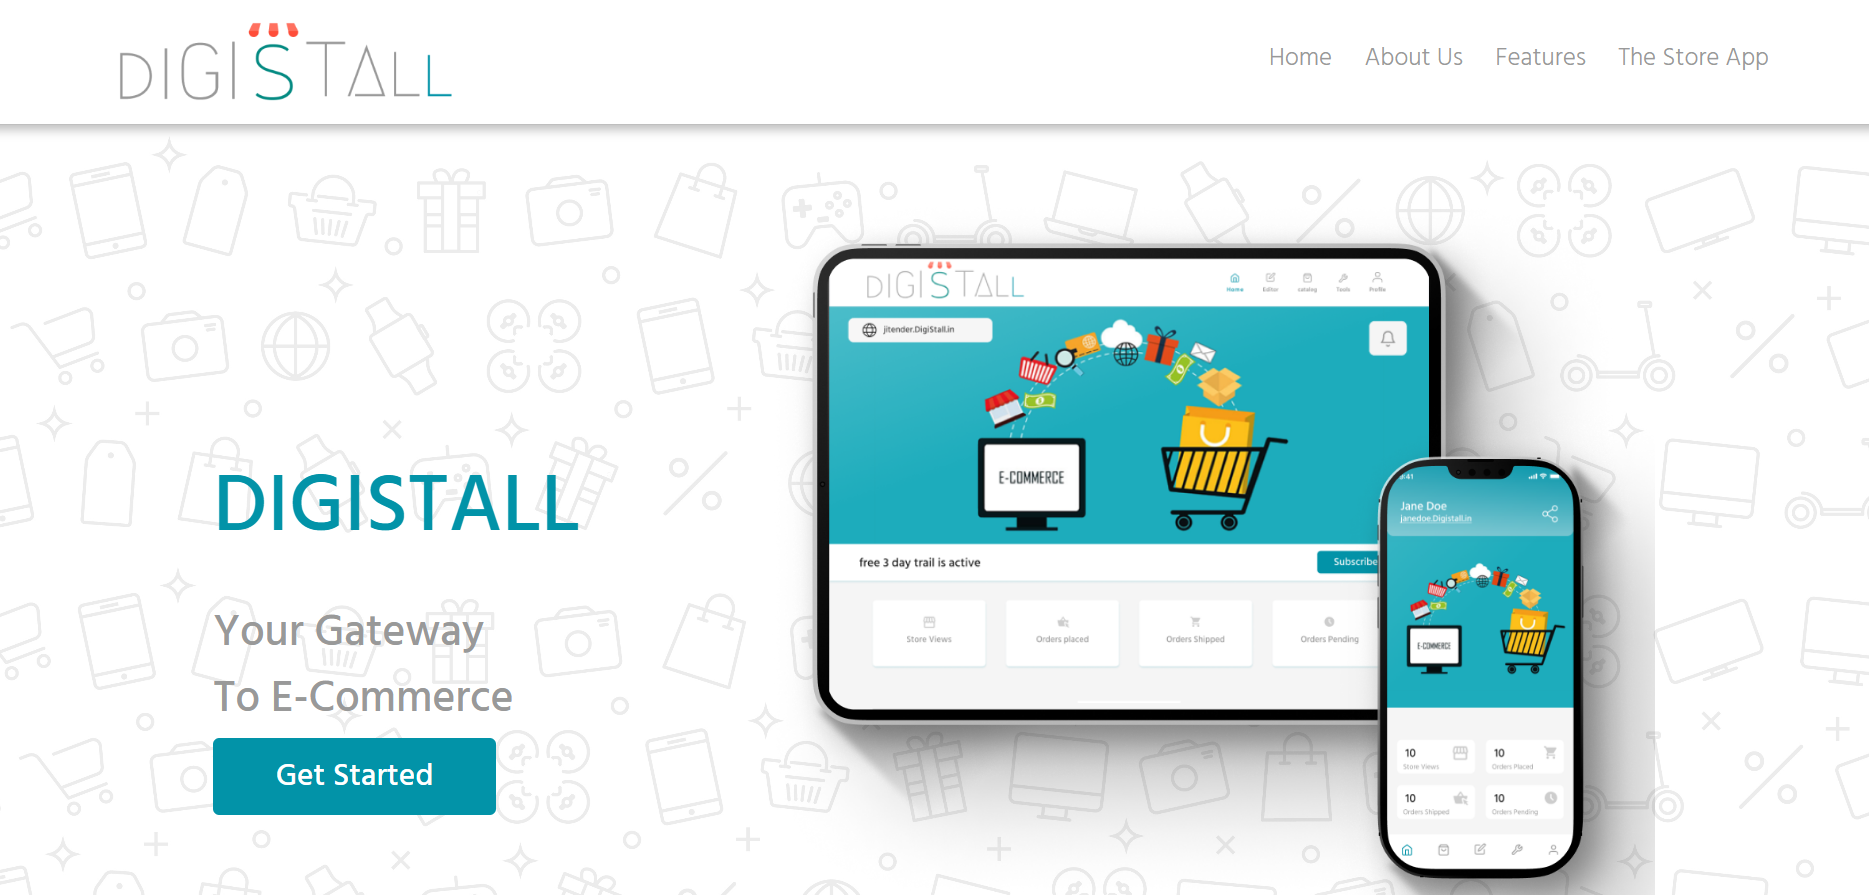 DIGISTALL
Home About Us Features The Store App
DIGISTALL
Your Gateway
To E-Commerce
Get Started
DIGISTALL
Home Editor catalog Tools Profile
jitender.DigiStall.in
E-COMMERCE
free 3 day trail is active
Subscribe
Store Views Orders placed Orders Shipped Orders Pending
Jane Doe
janedoe.Digistall.in
E-COMMERCE
10 10
Store Views Orders Placed
10 10
Orders Shipped Orders Pending